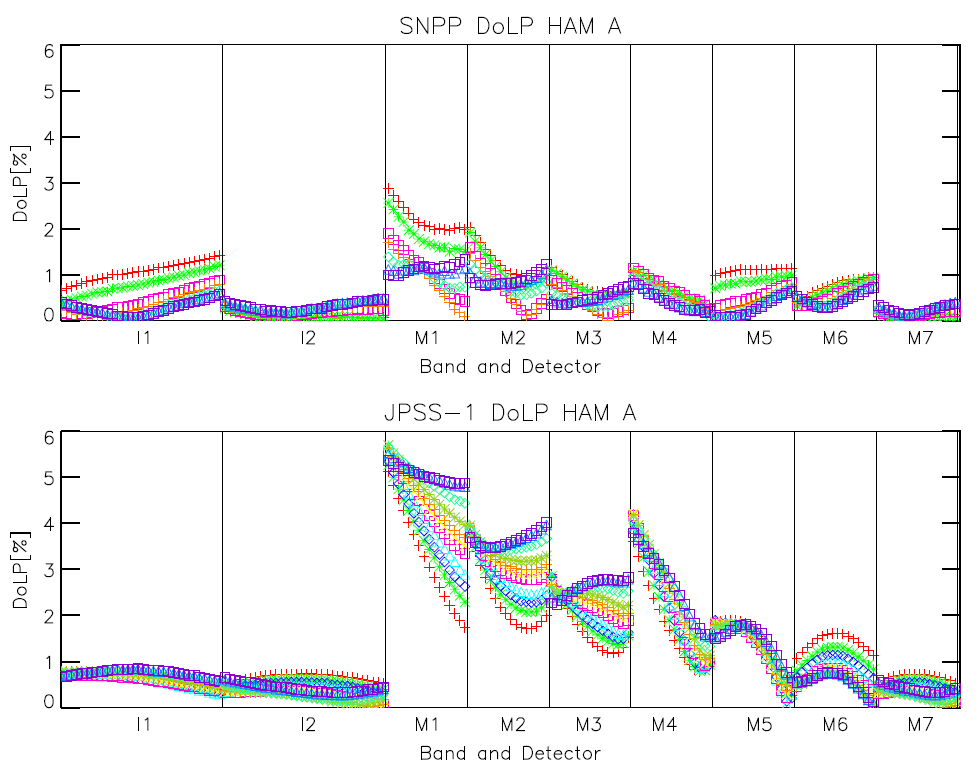 SNPP DoLP HAM A
6
5
4
3
2
1
0
DoLP[%]
I1 I2 M1 M2 M3 M4 M5 M6 M7
Band and Detector
JPSS-1 DoLP HAM A
6
5
4
3
2
1
0
DoLP[%]
I1 I2 M1 M2 M3 M4 M5 M6 M7
Band and Detector